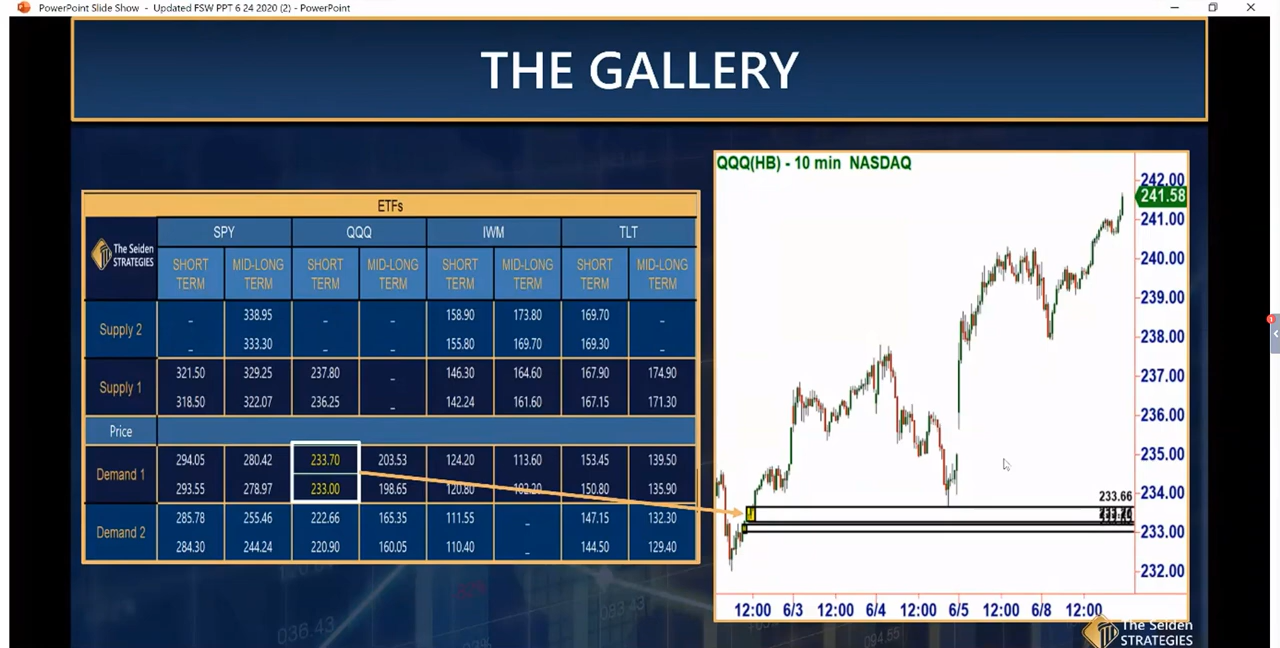 PowerPoint Slide Show - Updated FSW PPT 6 24 2020 (2) - PowerPoint
THE GALLERY
ETFs
The Seiden
STRATEGIES
SPY QQQ IWM TLT
SHORT TERM MID-LONG TERM SHORT TERM MID-LONG TERM SHORT TERM MID-LONG TERM SHORT TERM MID-LONG TERM
Supply 2
_ 338.95 _ _ 158.90 173.80 169.70 _
_ 333.30 _ _ 155.80 169.70 169.30 _
Supply 1
321.50 329.25 237.80 _ 146.30 164.60 167.90 174.90
318.50 322.07 236.25 _ 142.24 161.60 167.15 171.30
Price
Demand 1
294.05 280.42 233.70 203.53 124.20 113.60 153.45 139.50
293.55 278.97 233.00 198.65 120.80 102.20 150.80 135.90
Demand 2
285.78 255.46 222.66 165.35 111.55 _ 147.15 132.30
284.30 244.24 220.90 160.05 110.40 _ 144.50 129.40
QQQ(HB) - 10 min NASDAQ
242.00
241.58
241.00
240.00
239.00
238.00
237.00
236.00
235.00
234.00
233.66
233.00
232.00
12:00 6/3 12:00 6/4 12:00 6/5 12:00 6/8 12:00
The Seiden
STRATEGIES